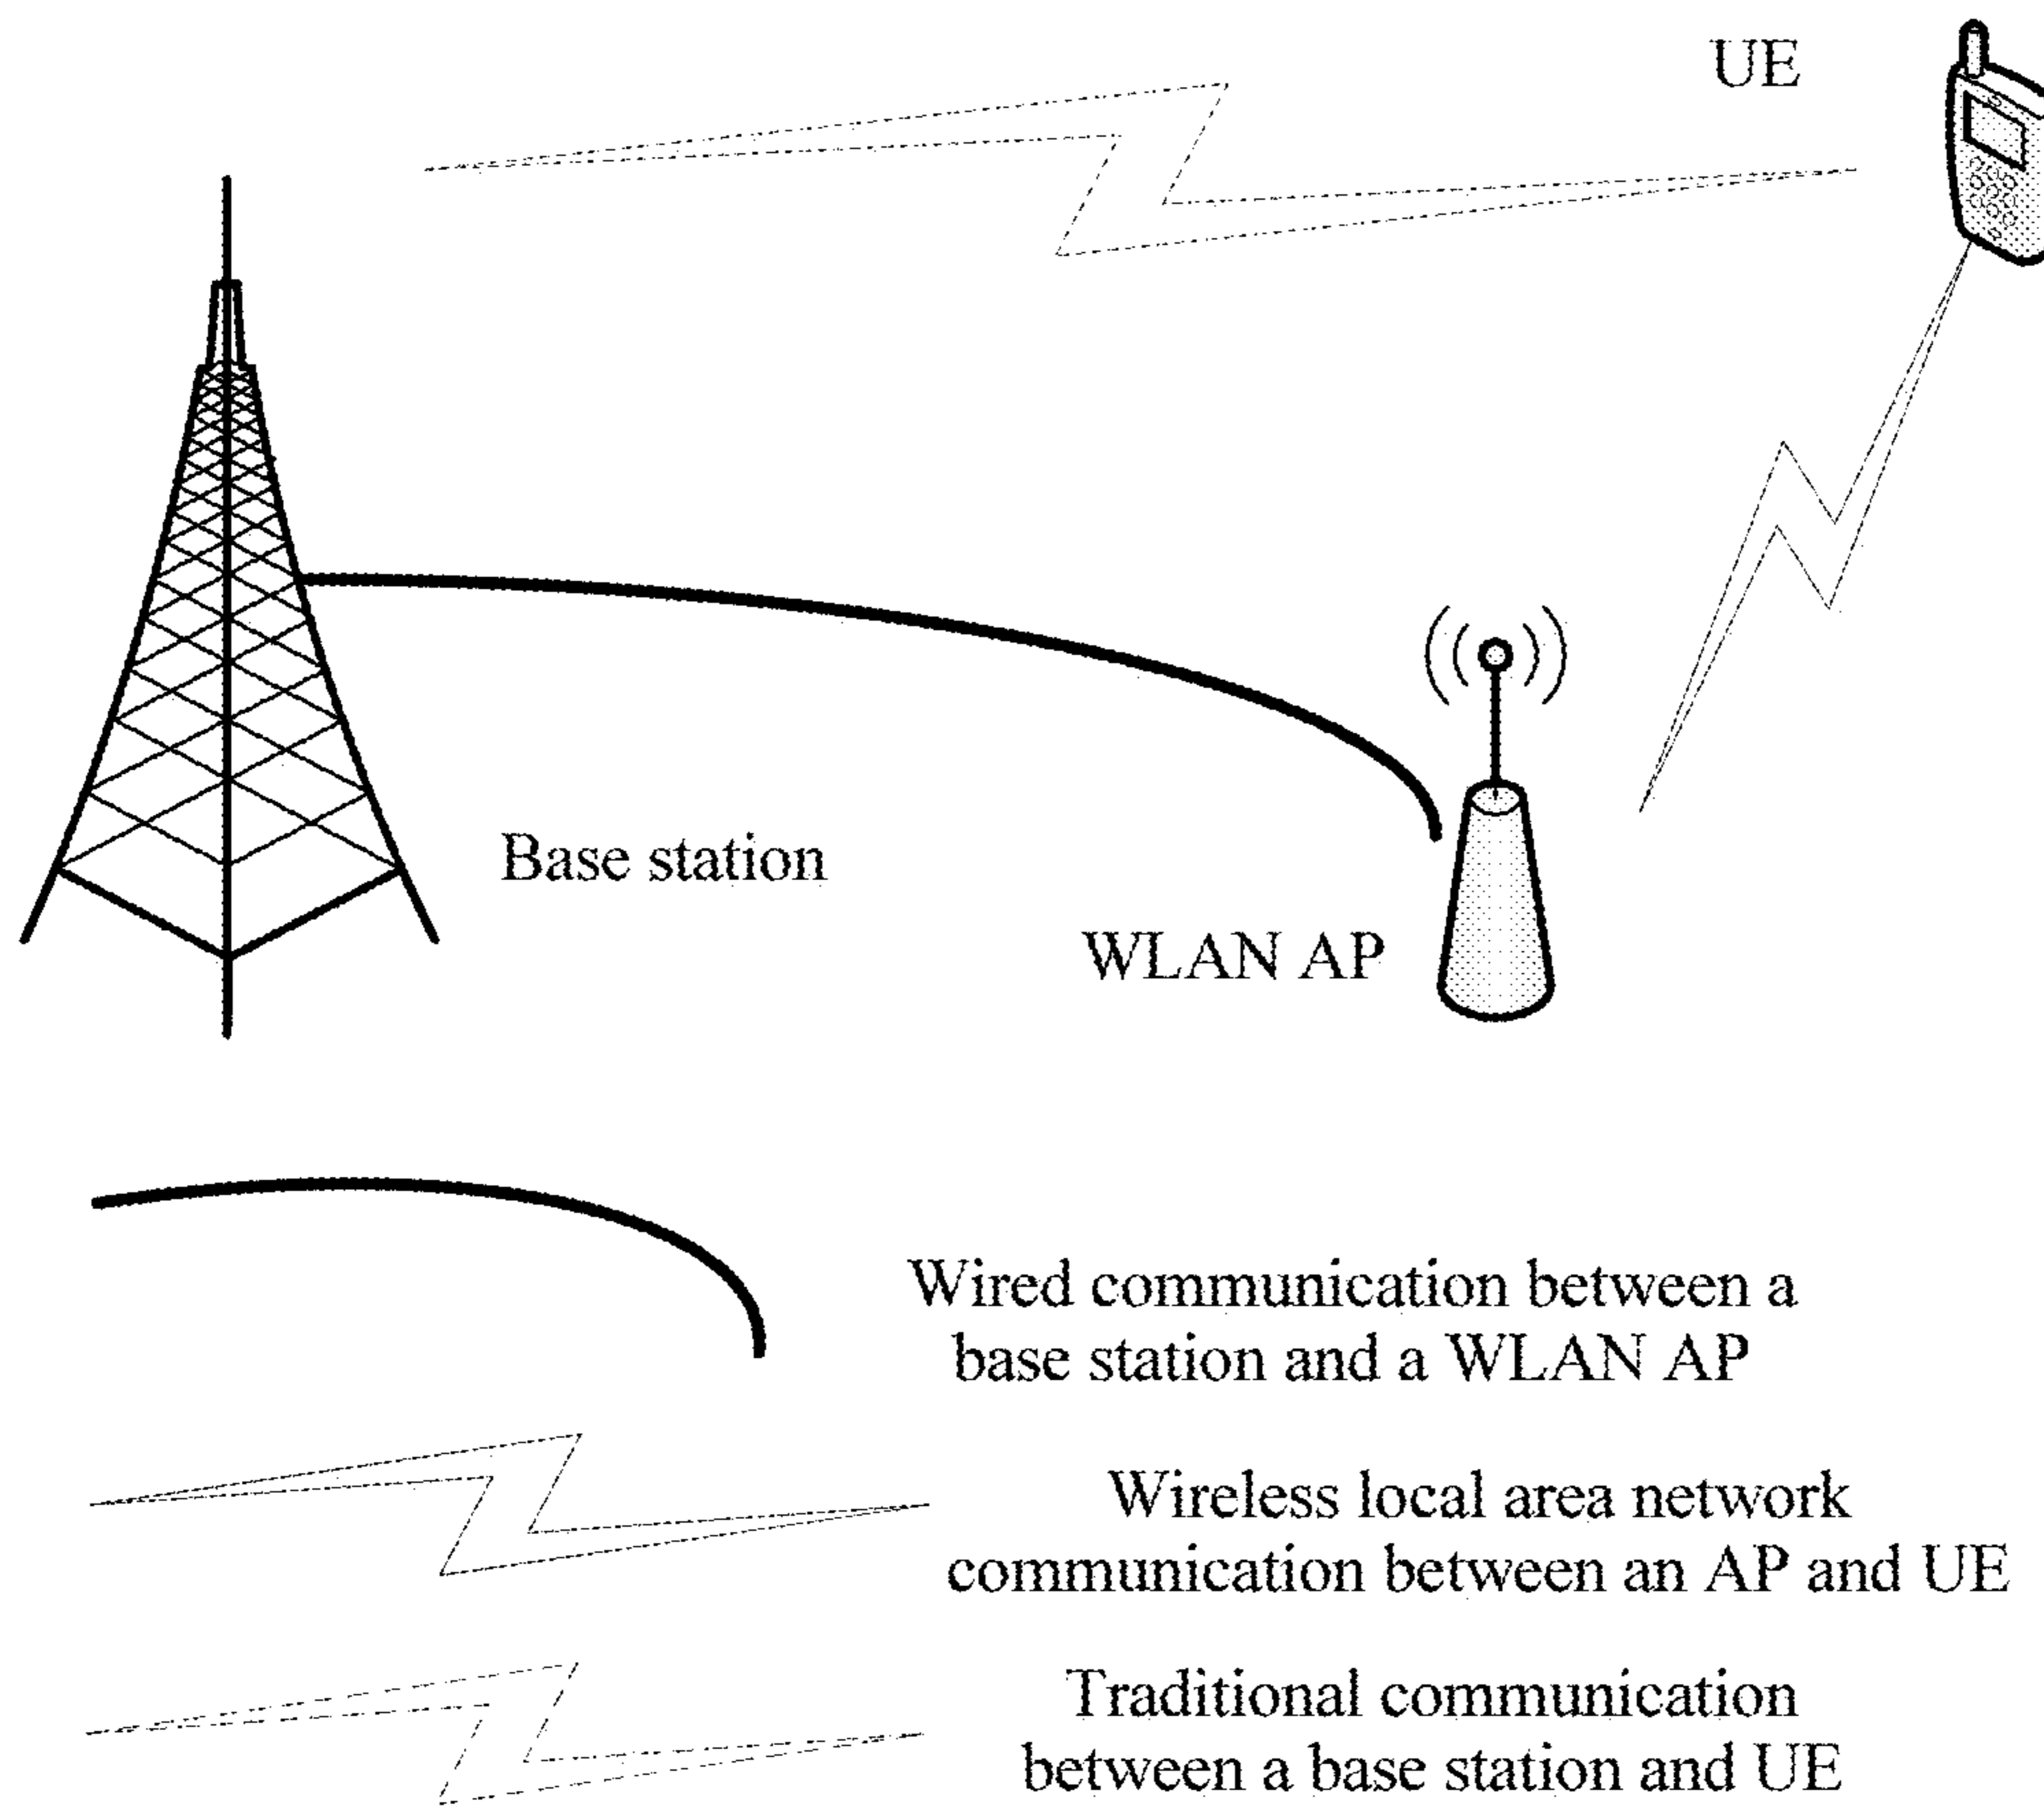 UE
Base station
WLAN AP
Wired communication between a
base station and a WLAN AP
Wireless local area network
communication between an AP and UE
Traditional communication
between a base station and UE